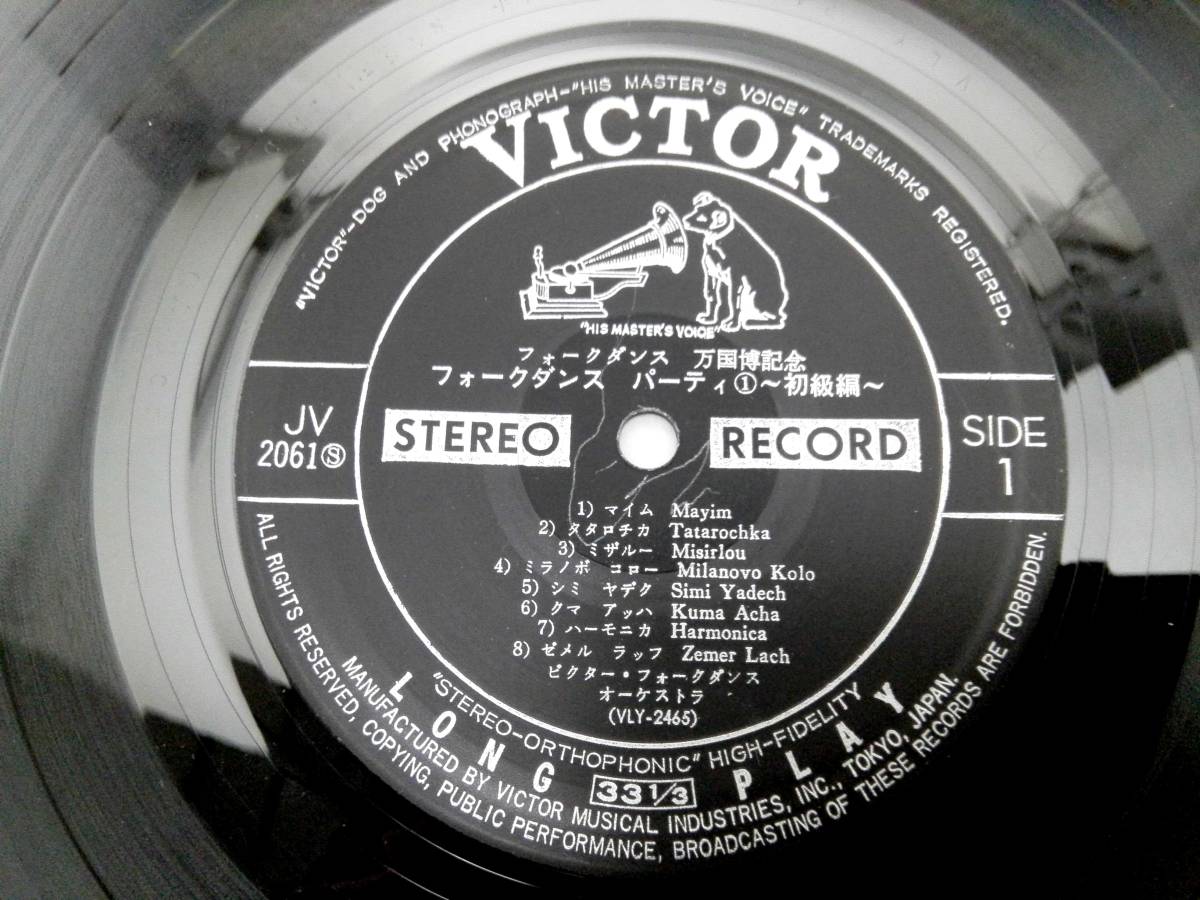 "VICTOR"-DOG AND PHONOGRAPH-"HIS MASTER'S VOICE" TRADEMARKS REGISTERED.
VICTOR
"HIS MASTER'S VOICE"
フォークダンス 万国博記念
フォークダンス パーティ①～初級編～
JV
2061Ⓢ
STEREO RECORD
SIDE
1
1) マイム Mayim
2) タタロチカ Tatarochka
3) ミザルー Misirlou
4) ミラノボ コロー Milanovo Kolo
5) シミ ヤデク Simi Yadech
6) クマ アッハ Kuma Acha
7) ハーモニカ Harmonica
8) ゼメル ラッフ Zemer Lach
ビクター・フォークダンス
オーケストラ
(VLY-2465)
"STEREO-ORTHOPHONIC" HIGH-FIDELITY
LONG 33 1/3 PLAY
MANUFACTURED BY VICTOR MUSICAL INDUSTRIES, INC., TOKYO, JAPAN.
ALL RIGHTS RESERVED, COPYING, PUBLIC PERFORMANCE, BROADCASTING OF THESE RECORDS ARE FORBIDDEN.